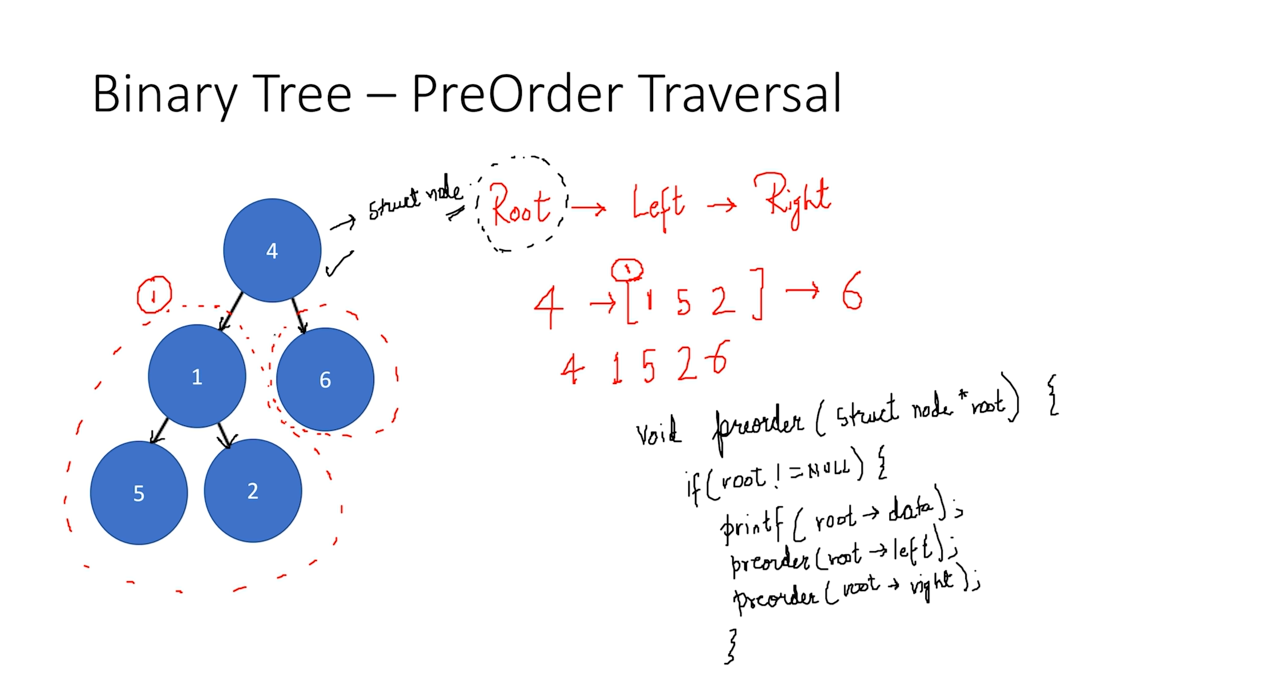 Binary Tree – PreOrder Traversal
4 → struct node
✓
Root → Left → Right
1
1
4 → [1 5 2] → 6
1
6
4 1 5 2 6
5
2
void preorder(struct node *root) {
if(root != NULL) {
printf(root → data);
preorder(root → left);
preorder(root → right);
}